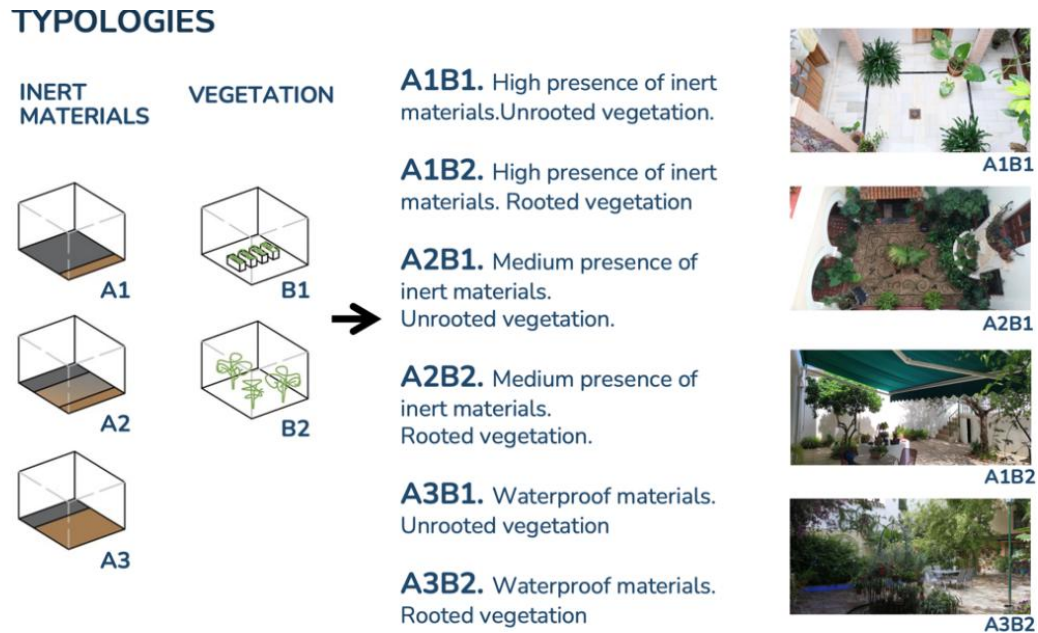 TYPOLOGIES
INERT
MATERIALS
VEGETATION
A1
B1
A2
B2
A3
A1B1. High presence of inert
materials.Unrooted vegetation.
A1B2. High presence of inert
materials. Rooted vegetation
A2B1. Medium presence of
inert materials.
Unrooted vegetation.
A2B2. Medium presence of
inert materials.
Rooted vegetation.
A3B1. Waterproof materials.
Unrooted vegetation
A3B2. Waterproof materials.
Rooted vegetation
A1B1
A2B1
A1B2
A3B2